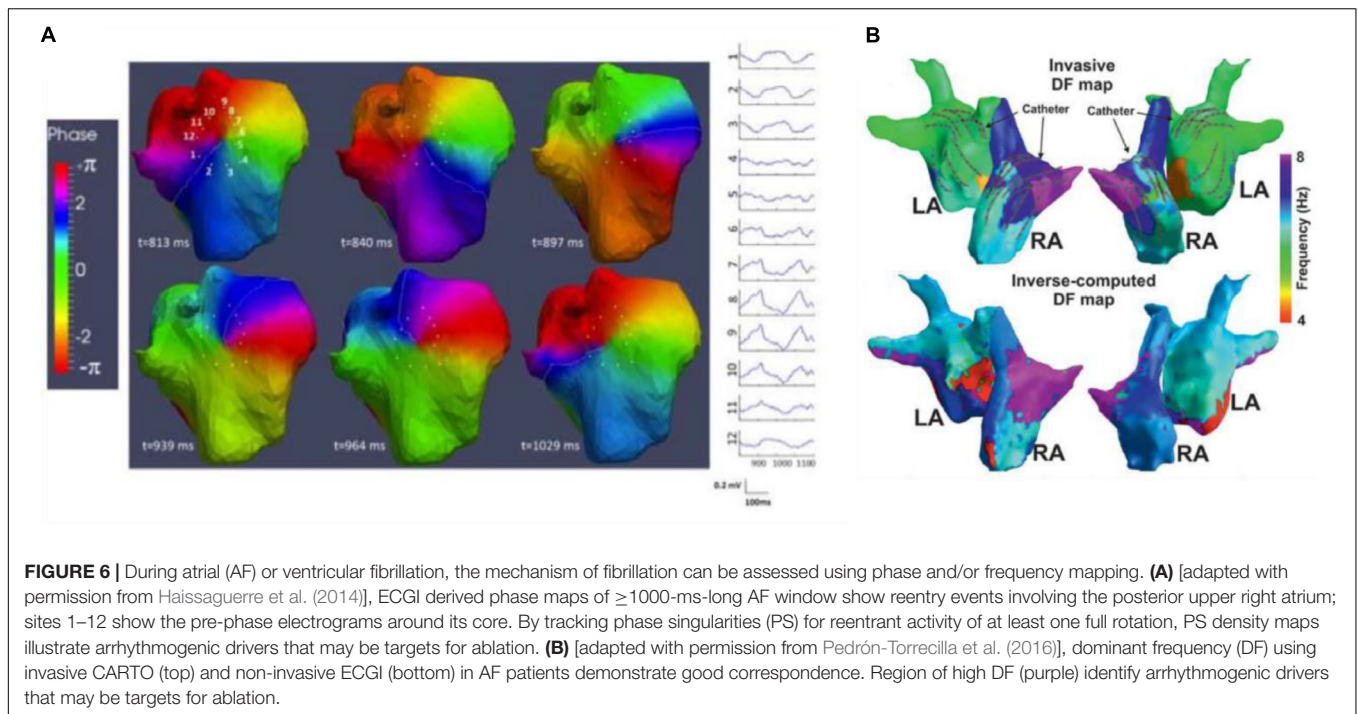 A
Phase
+π
2
0
-2
-π
9
10
8
11
7
12
6
5
1
4
2
3
t=813 ms
t=840 ms
t=897 ms
t=939 ms
t=964 ms
t=1029 ms
1
2
3
4
5
6
7
8
9
10
11
12
900 1000 1100
0.2 mV
100ms
B
Invasive
DF map
Catheter
Catheter
LA
RA
RA
LA
8
Frequency (Hz)
4
Inverse-computed
DF map
LA
RA
RA
LA
FIGURE 6 | During atrial (AF) or ventricular fibrillation, the mechanism of fibrillation can be assessed using phase and/or frequency mapping. (A) [adapted with
permission from Haissaguerre et al. (2014)], ECGI derived phase maps of ≥1000-ms-long AF window show reentry events involving the posterior upper right atrium;
sites 1–12 show the pre-phase electrograms around its core. By tracking phase singularities (PS) for reentrant activity of at least one full rotation, PS density maps
illustrate arrhythmogenic drivers that may be targets for ablation. (B) [adapted with permission from Pedrón-Torrecilla et al. (2016)], dominant frequency (DF) using
invasive CARTO (top) and non-invasive ECGI (bottom) in AF patients demonstrate good correspondence. Region of high DF (purple) identify arrhythmogenic drivers
that may be targets for ablation.